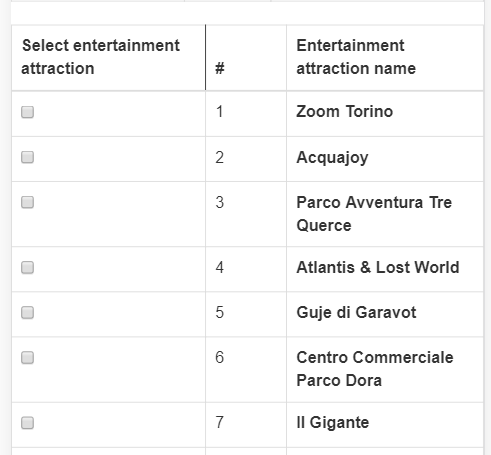 Select entertainment
attraction
#
Entertainment
attraction name
1
Zoom Torino
2
Acquajoy
3
Parco Avventura Tre
Querce
4
Atlantis & Lost World
5
Guje di Garavot
6
Centro Commerciale
Parco Dora
7
Il Gigante